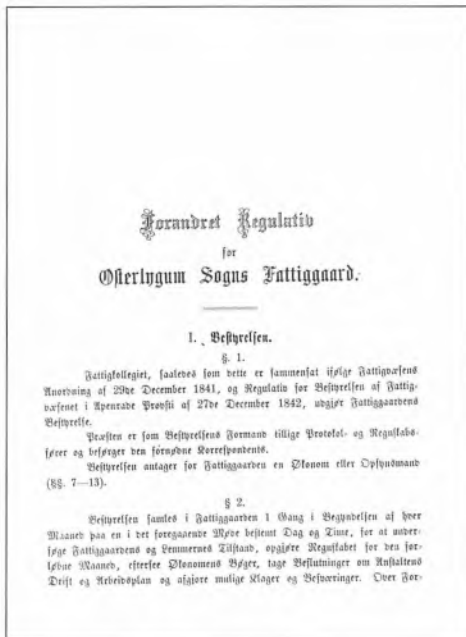 Forandret Regulativ
for
Østerlygum Sogns Fattiggaard.
I. Bestyrelsen.
§. 1.
Fattigkollegiet, saaledes som dette er sammensat ifølge Fattigvæsens
Anordning af 29de December 1841, og Regulativ for Bestyrelsen af Fattig-
væsenet i Apenrade Provsti af 27de December 1842, udgjør Fattiggaardens
Bestyrelse.
Præsten er som Bestyrelsens Formand tillige Protokol- og Regnskabs-
fører og besørger den fornødne Korrespondents.
Bestyrelsen antager for Fattiggaarden en Økonom eller Opsynsmand
(§§. 7—13).
§ 2.
Bestyrelsen samles i Fattiggaarden 1 Gang i Begyndelsen af hver
Maaned paa en i det foregaaende Møde bestemt Dag og Time, for at under-
søge Fattiggaardens og Lemmernes Tilstand, opgjøre Regnskabet for den for-
løbne Maaned, efterse Økonomens Bøger, tage Beslutninger om Anstaltens
Drift og Arbeidsplan og afgjøre mulige Klager og Besværinger. Over For-